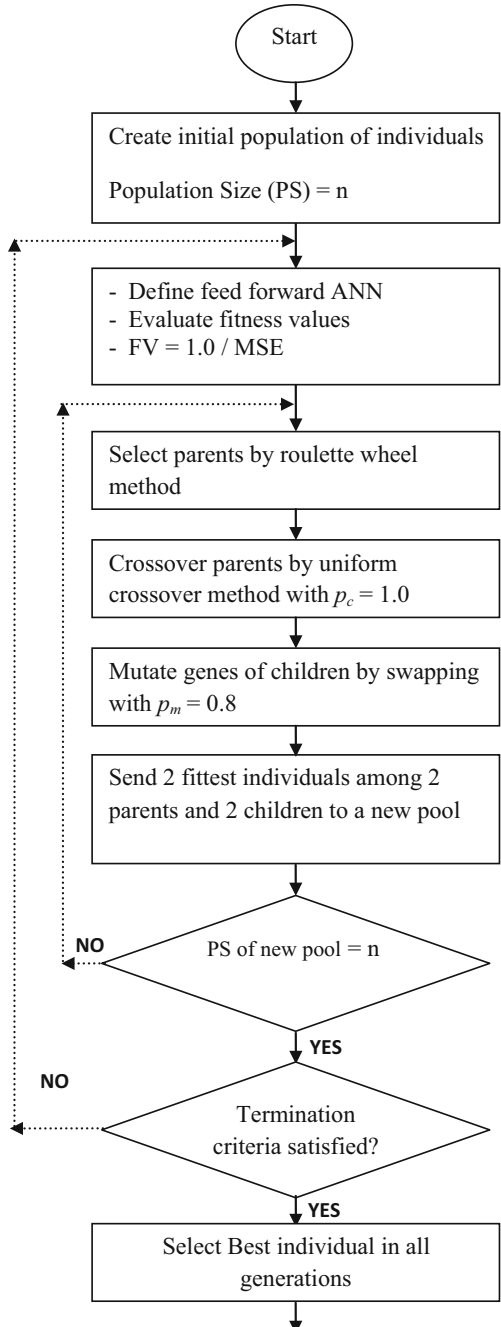 Start
Create initial population of individuals
Population Size (PS) = n
- Define feed forward ANN
- Evaluate fitness values
- FV = 1.0 / MSE
Select parents by roulette wheel
method
Crossover parents by uniform
crossover method with pc = 1.0
Mutate genes of children by swapping
with pm = 0.8
Send 2 fittest individuals among 2
parents and 2 children to a new pool
NO
PS of new pool = n
YES
NO
Termination
criteria satisfied?
YES
Select Best individual in all
generations